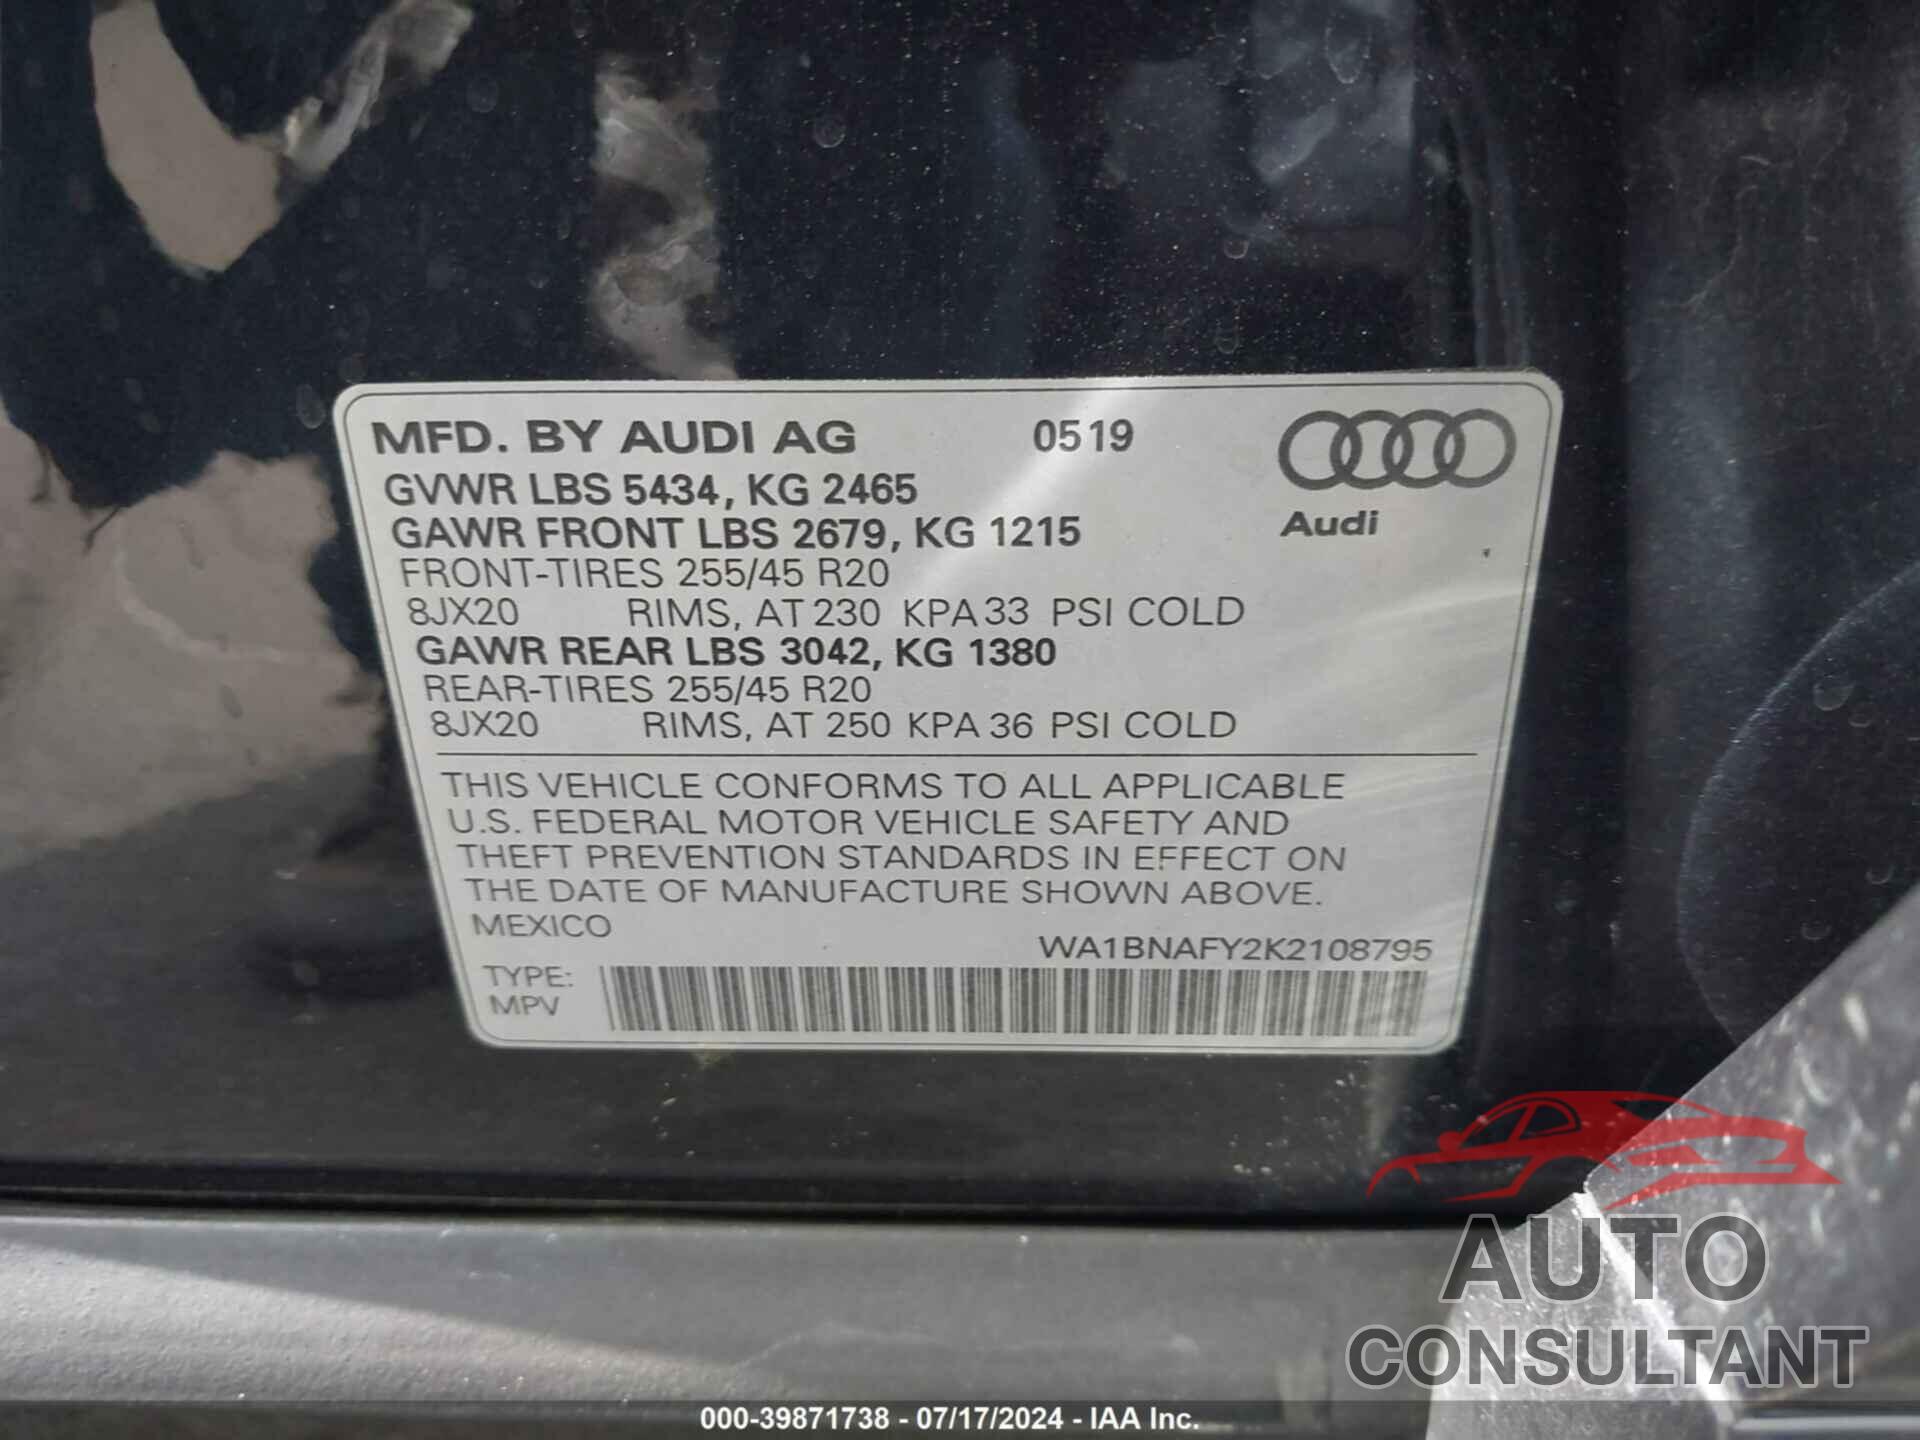 MFD. BY AUDI AG 0519
GVWR LBS 5434, KG 2465
GAWR FRONT LBS 2679, KG 1215
Audi
FRONT-TIRES 255/45 R20
8JX20 RIMS, AT 230 KPA 33 PSI COLD
GAWR REAR LBS 3042, KG 1380
REAR-TIRES 255/45 R20
8JX20 RIMS, AT 250 KPA 36 PSI COLD
THIS VEHICLE CONFORMS TO ALL APPLICABLE
U.S. FEDERAL MOTOR VEHICLE SAFETY AND
THEFT PREVENTION STANDARDS IN EFFECT ON
THE DATE OF MANUFACTURE SHOWN ABOVE.
MEXICO
WA1BNAFY2K2108795
TYPE:
MPV
AUTO
CONSULTANT
000-39871738 - 07/17/2024 - IAA Inc.